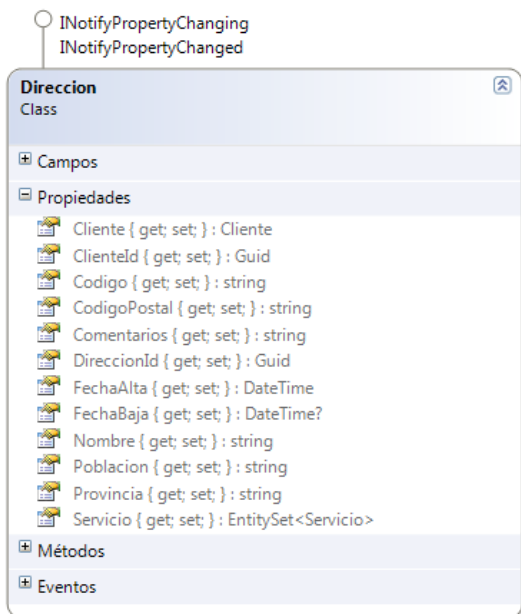 INotifyPropertyChanging
INotifyPropertyChanged
Direccion
Class
Campos
Propiedades
Cliente { get; set; } : Cliente
ClienteId { get; set; } : Guid
Codigo { get; set; } : string
CodigoPostal { get; set; } : string
Comentarios { get; set; } : string
DireccionId { get; set; } : Guid
FechaAlta { get; set; } : DateTime
FechaBaja { get; set; } : DateTime?
Nombre { get; set; } : string
Poblacion { get; set; } : string
Provincia { get; set; } : string
Servicio { get; set; } : EntitySet<Servicio>
Métodos
Eventos